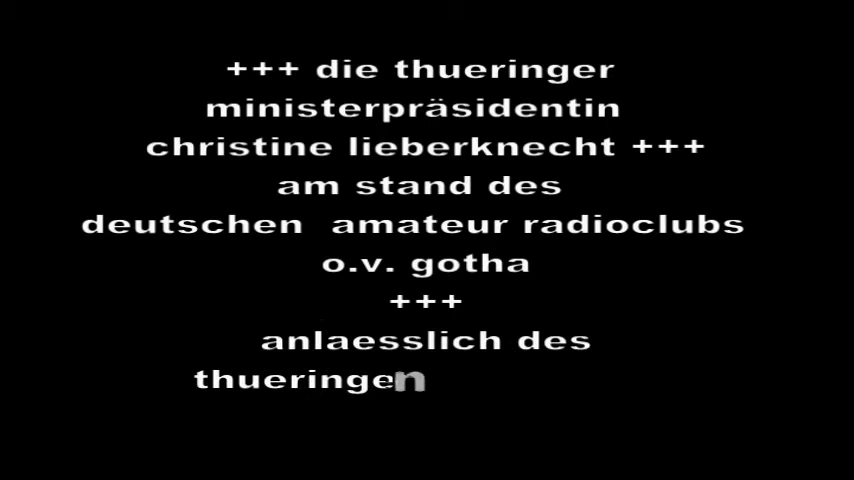 +++ die thueringer
ministerpräsidentin
christine lieberknecht +++
am stand des
deutschen amateur radioclubs
o.v. gotha
+++
anlaesslich des
thueringen